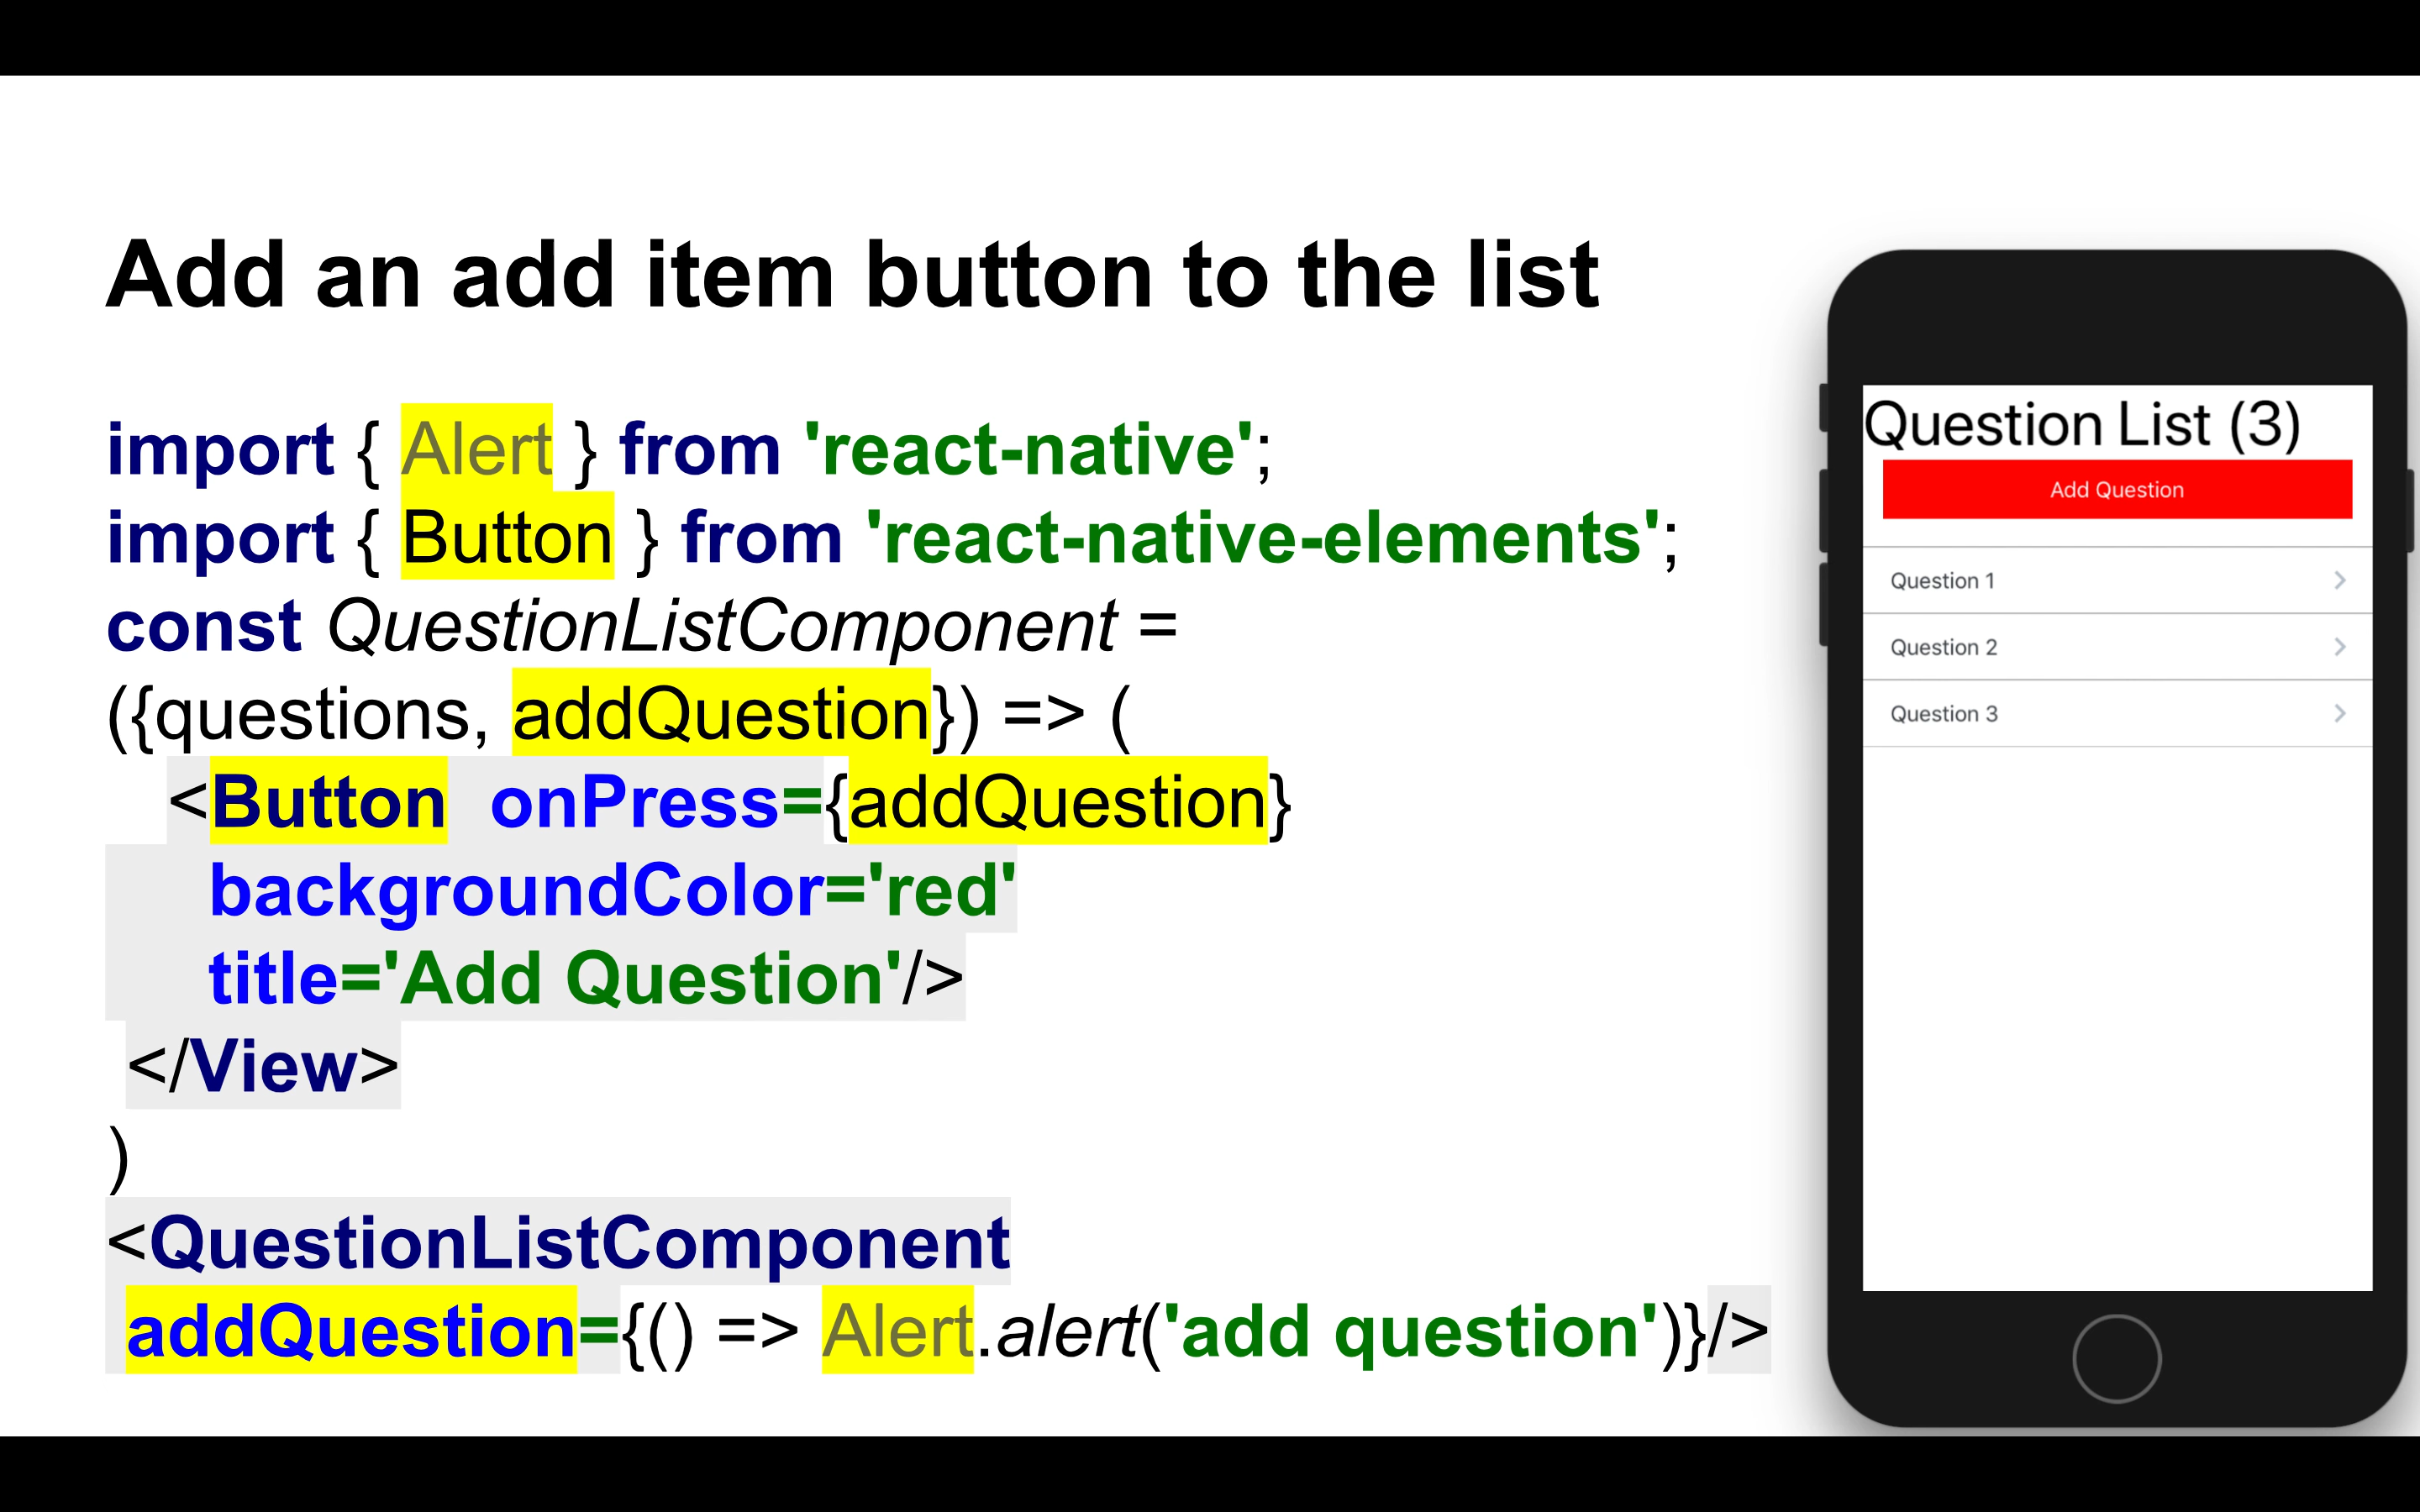 Add an add item button to the list
import { Alert } from 'react-native';
import { Button } from 'react-native-elements';
const QuestionListComponent =
({questions, addQuestion}) => (
<Button onPress={addQuestion}
backgroundColor='red'
title='Add Question'/>
</View>
)
<QuestionListComponent
addQuestion={() => Alert.alert('add question')}/>
Question List (3)
Add Question
Question 1
Question 2
Question 3